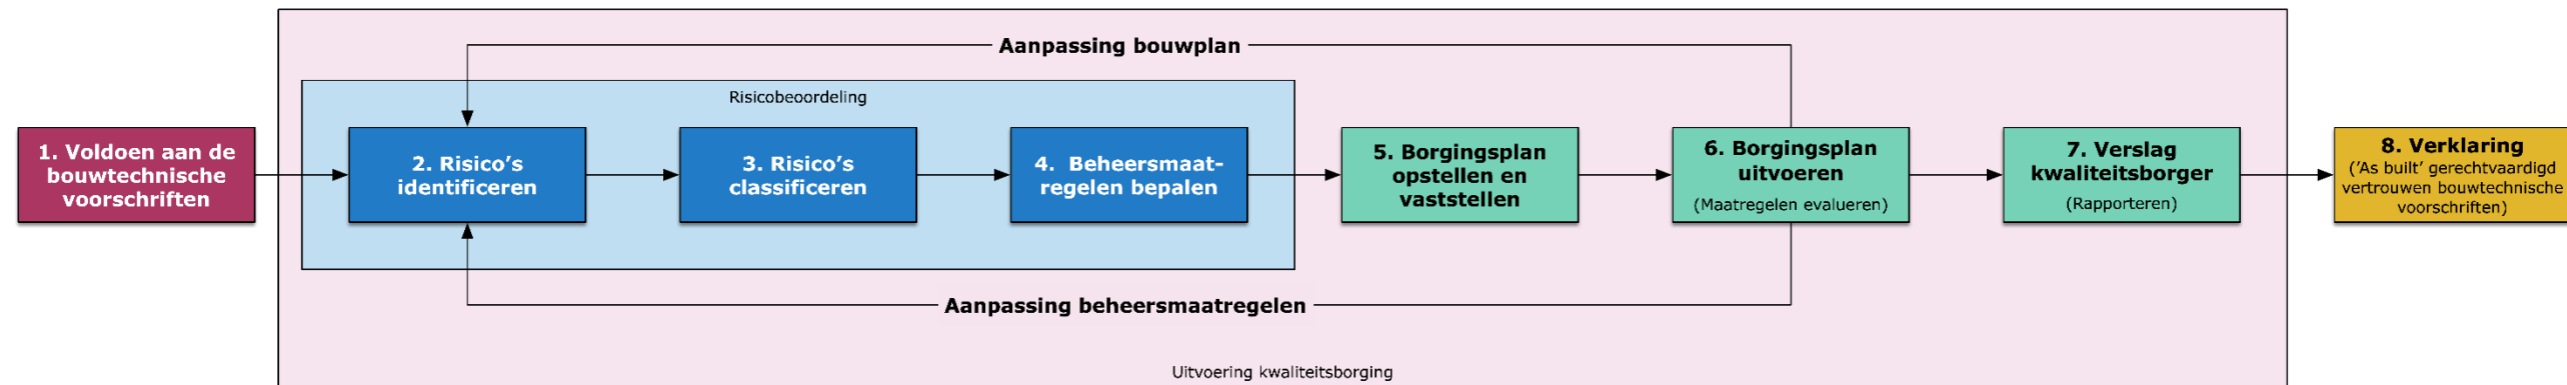 Aanpassing bouwplan
Risicobeoordeling
1. Voldoen aan de
bouwtechnische
voorschriften
2. Risico’s
identificeren
3. Risico’s
classificeren
4. Beheersmaat-
regelen bepalen
5. Borgingsplan
opstellen en
vaststellen
6. Borgingsplan
uitvoeren
(Maatregelen evalueren)
7. Verslag
kwaliteitsborger
(Rapporteren)
8. Verklaring
(’As built’ gerechtvaardigd
vertrouwen bouwtechnische
voorschriften)
Aanpassing beheersmaatregelen
Uitvoering kwaliteitsborging